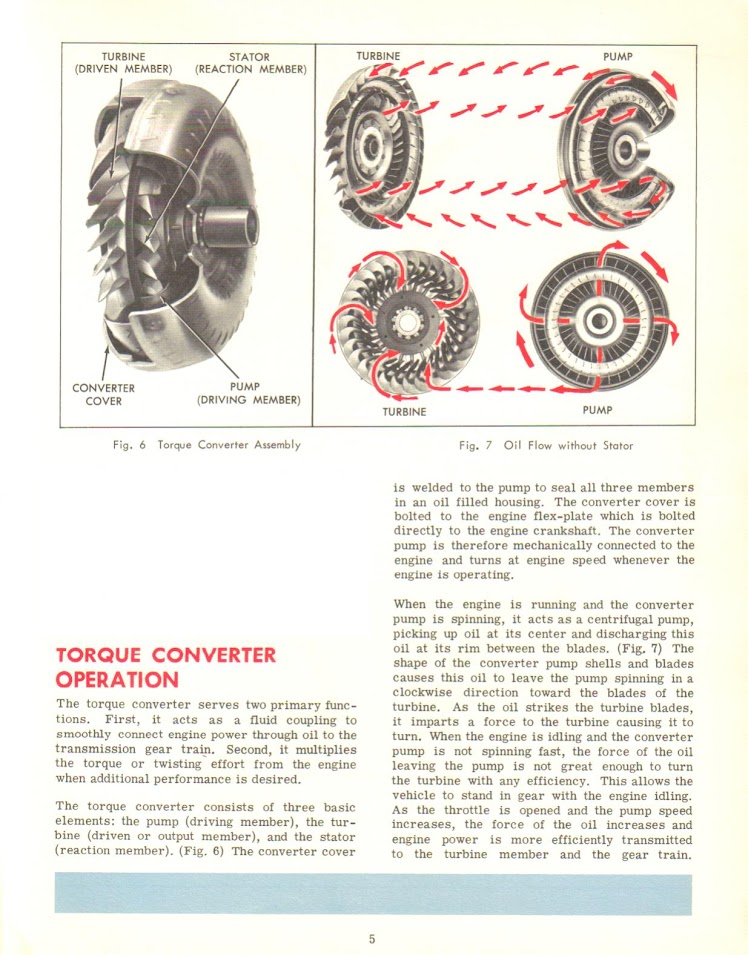 TURBINE
(DRIVEN MEMBER)
STATOR
(REACTION MEMBER)
CONVERTER
COVER
PUMP
(DRIVING MEMBER)
TURBINE
PUMP
TURBINE
PUMP
Fig. 6 Torque Converter Assembly
Fig. 7 Oil Flow without Stator
TORQUE CONVERTER
OPERATION
The torque converter serves two primary func-
tions. First, it acts as a fluid coupling to
smoothly connect engine power through oil to the
transmission gear train. Second, it multiplies
the torque or twisting effort from the engine
when additional performance is desired.
The torque converter consists of three basic
elements: the pump (driving member), the tur-
bine (driven or output member), and the stator
(reaction member). (Fig. 6) The converter cover
is welded to the pump to seal all three members
in an oil filled housing. The converter cover is
bolted to the engine flex-plate which is bolted
directly to the engine crankshaft. The converter
pump is therefore mechanically connected to the
engine and turns at engine speed whenever the
engine is operating.
When the engine is running and the converter
pump is spinning, it acts as a centrifugal pump,
picking up oil at its center and discharging this
oil at its rim between the blades. (Fig. 7) The
shape of the converter pump shells and blades
causes this oil to leave the pump spinning in a
clockwise direction toward the blades of the
turbine. As the oil strikes the turbine blades,
it imparts a force to the turbine causing it to
turn. When the engine is idling and the converter
pump is not spinning fast, the force of the oil
leaving the pump is not great enough to turn
the turbine with any efficiency. This allows the
vehicle to stand in gear with the engine idling.
As the throttle is opened and the pump speed
increases, the force of the oil increases and
engine power is more efficiently transmitted
to the turbine member and the gear train.
5